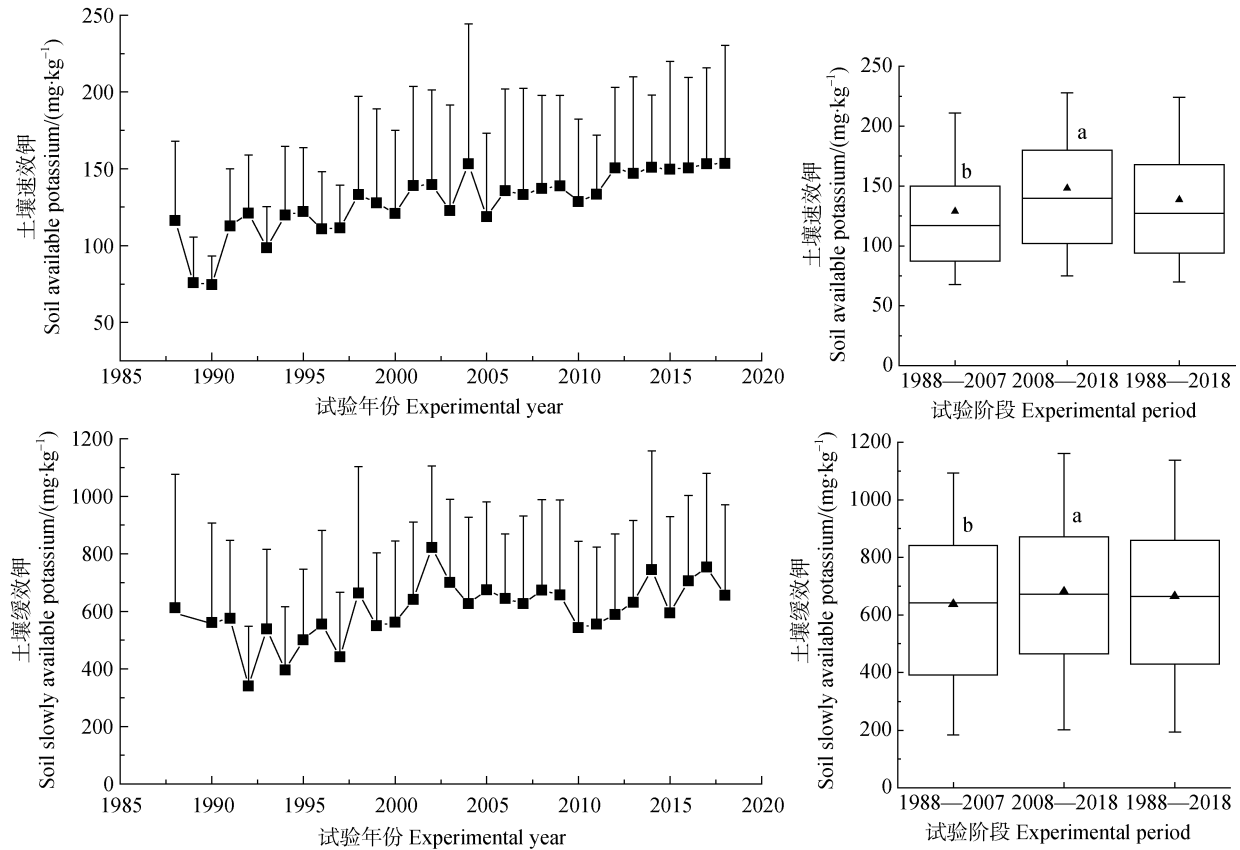 250
200
150
100
50
土壤速效钾
Soil available potassium/(mg·kg⁻¹)
1985 1990 1995 2000 2005 2010 2015 2020
试验年份 Experimental year
250
200
150
100
50
0
土壤速效钾
Soil available potassium/(mg·kg⁻¹)
b
a
1988—2007 2008—2018 1988—2018
试验阶段 Experimental period
1200
1000
800
600
400
200
0
土壤缓效钾
Soil slowly available potassium/(mg·kg⁻¹)
1985 1990 1995 2000 2005 2010 2015 2020
试验年份 Experimental year
1200
1000
800
600
400
200
0
土壤缓效钾
Soil slowly available potassium/(mg·kg⁻¹)
b
a
1988—2007 2008—2018 1988—2018
试验阶段 Experimental period